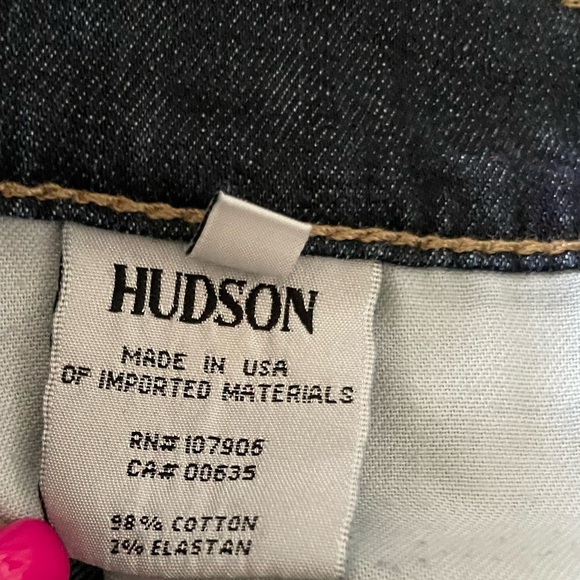 HUDSON
MADE IN USA
OF IMPORTED MATERIALS
RN# 107906
CA# 00635
98% COTTON
2% ELASTAN